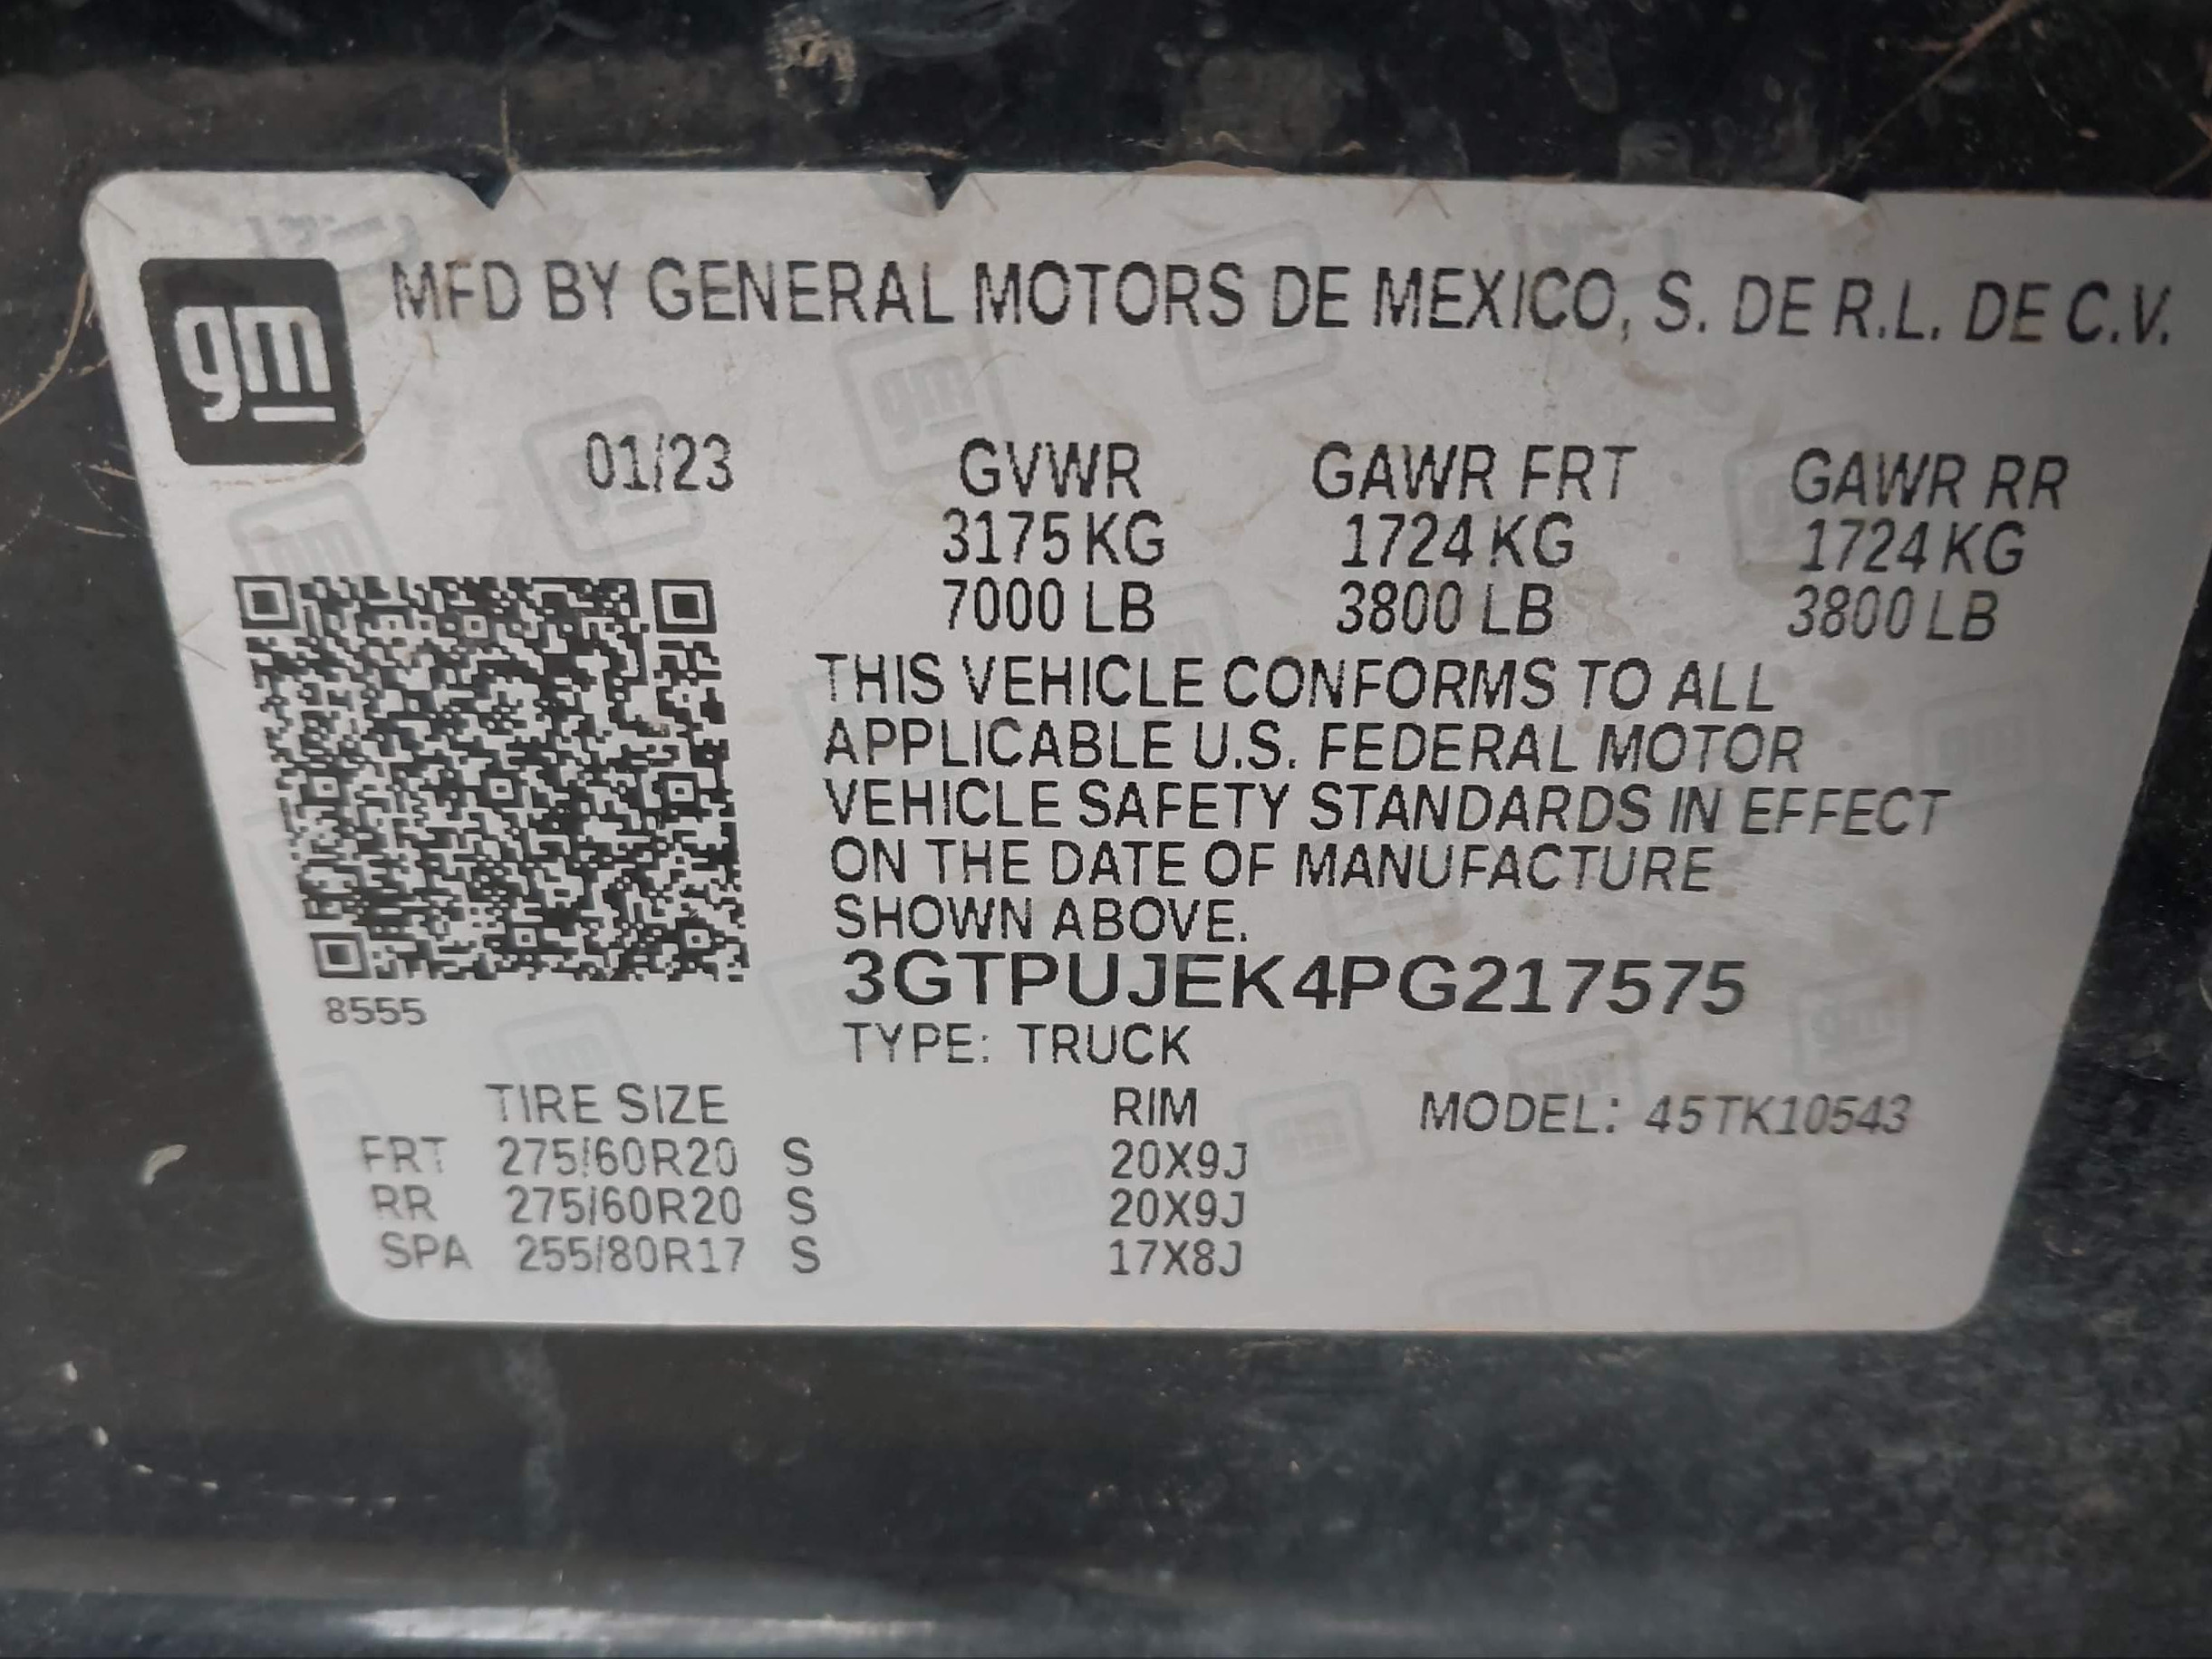 gm
MFD BY GENERAL MOTORS DE MEXICO, S. DE R.L. DE C.V.
01/23 GVWR GAWR FRT GAWR RR
3175 KG 1724 KG 1724 KG
7000 LB 3800 LB 3800 LB
THIS VEHICLE CONFORMS TO ALL
APPLICABLE U.S. FEDERAL MOTOR
VEHICLE SAFETY STANDARDS IN EFFECT
ON THE DATE OF MANUFACTURE
SHOWN ABOVE.
3GTPUJEK4PG217575
8555
TYPE: TRUCK
TIRE SIZE RIM MODEL: 45TK10543
FRT 275/60R20 S 20X9J
RR 275/60R20 S 20X9J
SPA 255/80R17 S 17X8J